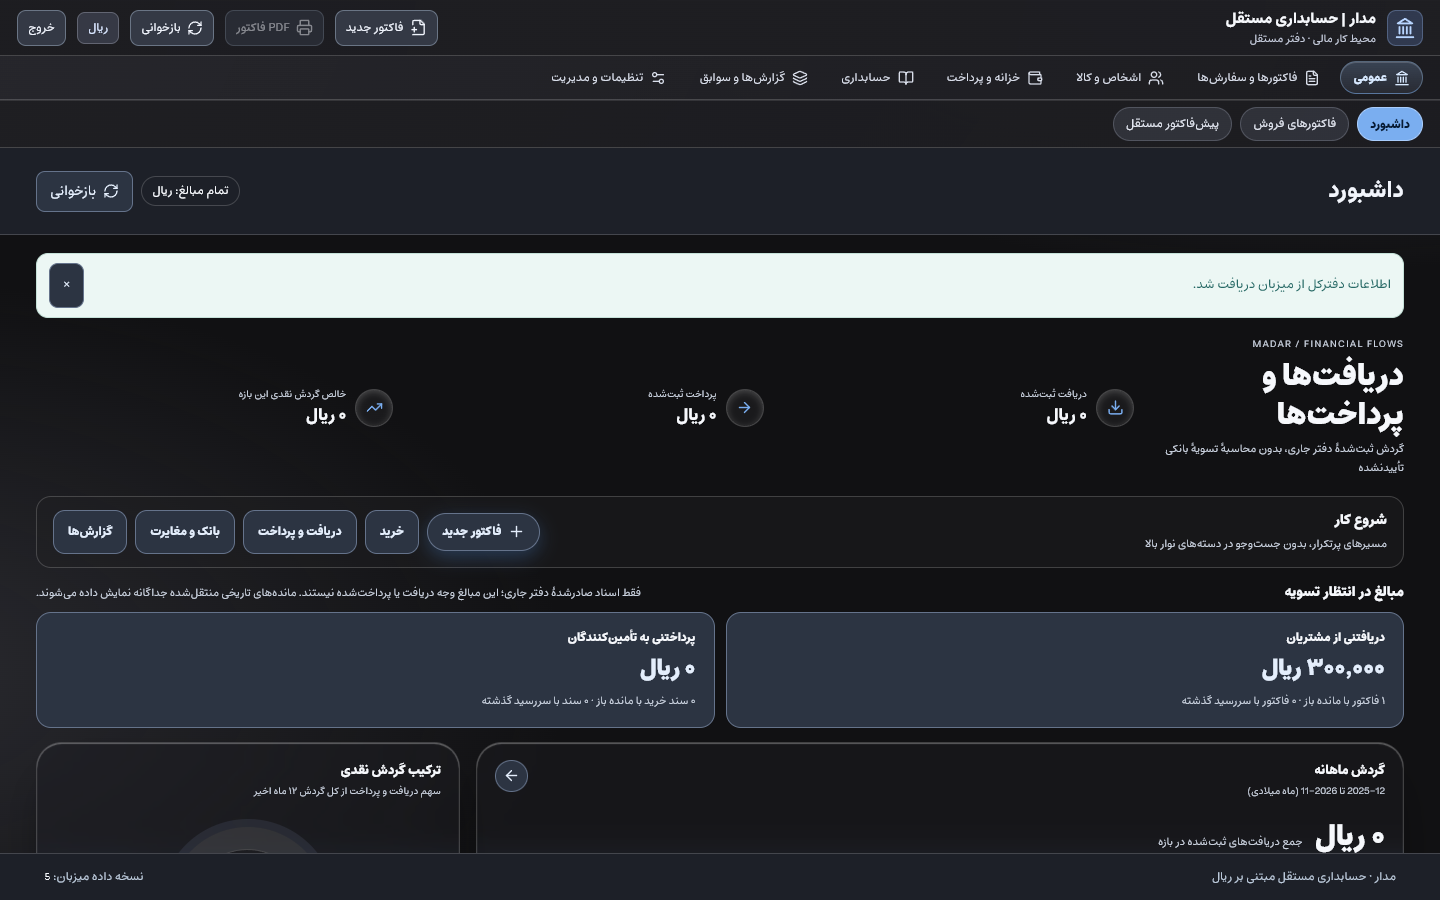 مدار | حسابداری مستقل
محیط کار مالی · دفتر مستقل
فاکتور جدید
PDF فاکتور
بازخوانی
ریال
خروج
عمومی
فاکتورها و سفارش‌ها
اشخاص و کالا
خزانه و پرداخت
حسابداری
گزارش‌ها و سوابق
تنظیمات و مدیریت
داشبورد
فاکتورهای فروش
پیش‌فاکتور مستقل
داشبورد
تمام مبالغ: ریال
بازخوانی
اطلاعات دفترکل از میزبان دریافت شد.
×
MADAR / FINANCIAL FLOWS
دریافت‌ها و
پرداخت‌ها
گردش ثبت‌شدهٔ دفتر جاری، بدون محاسبهٔ تسویهٔ بانکی
تأییدنشده
دریافت ثبت‌شده
۰ ریال
پرداخت ثبت‌شده
۰ ریال
خالص گردش نقدی این بازه
۰ ریال
شروع کار
مسیرهای پرتکرار، بدون جست‌وجو در دسته‌های نوار بالا
فاکتور جدید
خرید
دریافت و پرداخت
بانک و مغایرت
گزارش‌ها
مبالغ در انتظار تسویه
فقط اسناد صادرشدهٔ دفتر جاری؛ این مبالغ وجه دریافت یا پرداخت‌شده نیستند. مانده‌های تاریخی منتقل‌شده جداگانه نمایش داده می‌شوند.
دریافتنی از مشتریان
۳۰۰,۰۰۰ ریال
۱ فاکتور با مانده باز · ۰ فاکتور با سررسید گذشته
پرداختنی به تأمین‌کنندگان
۰ ریال
۰ سند خرید با مانده باز · ۰ سند با سررسید گذشته
گردش ماهانه
2025-12 تا 2026-11 (ماه میلادی)
۰ ریال
جمع دریافت‌های ثبت‌شده در بازه
ترکیب گردش نقدی
سهم دریافت و پرداخت از کل گردش ۱۲ ماه اخیر
مدار · حسابداری مستقل مبتنی بر ریال
نسخه داده میزبان: 5